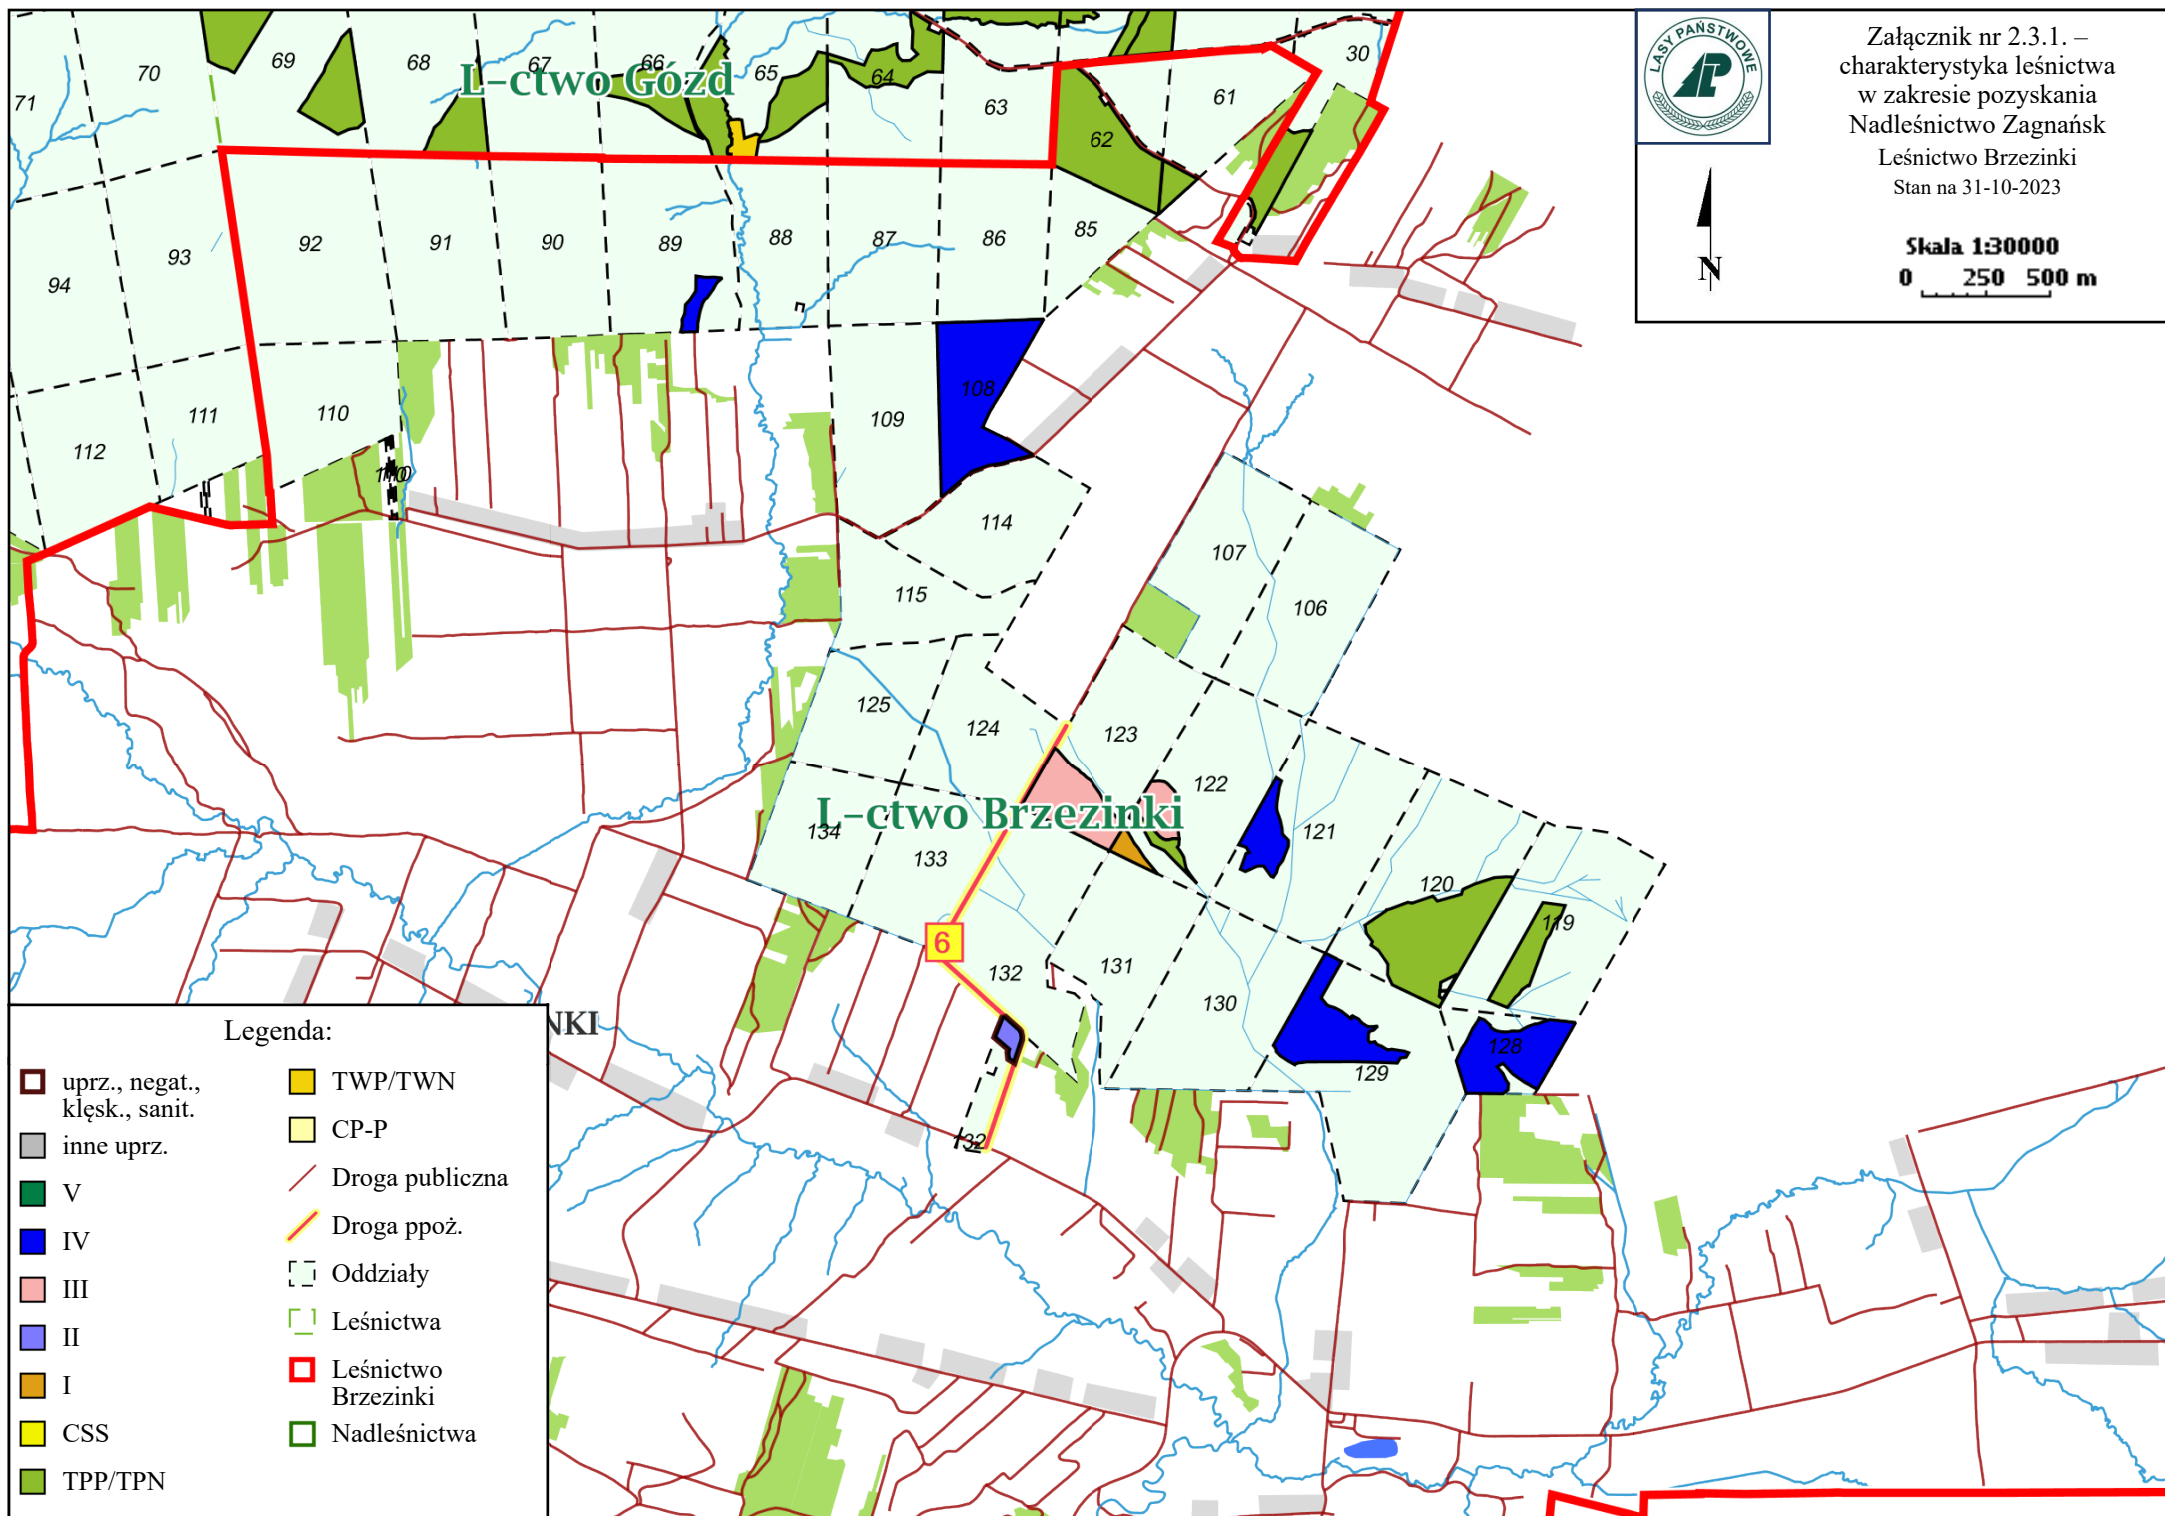 LASY PAŃSTWOWE
Załącznik nr 2.3.1. –
charakterystyka leśnictwa
w zakresie pozyskania
Nadleśnictwo Zagnańsk
Leśnictwo Brzezinki
Stan na 31-10-2023
N
Skala 1:30000
0 250 500 m
71
70
69
68
67
66
65
64
63
62
61
30
L-ctwo Gózd
94
93
92
91
90
89
88
87
86
85
112
111
110
110
109
108
114
115
107
106
125
124
123
122
121
120
119
L-ctwo Brzezinki
134
133
132
131
130
129
128
6
132
NKI
Legenda:
uprz., negat.,
klęsk., sanit.
inne uprz.
V
IV
III
II
I
CSS
TPP/TPN
TWP/TWN
CP-P
Droga publiczna
Droga ppoż.
Oddziały
Leśnictwa
Leśnictwo
Brzezinki
Nadleśnictwa